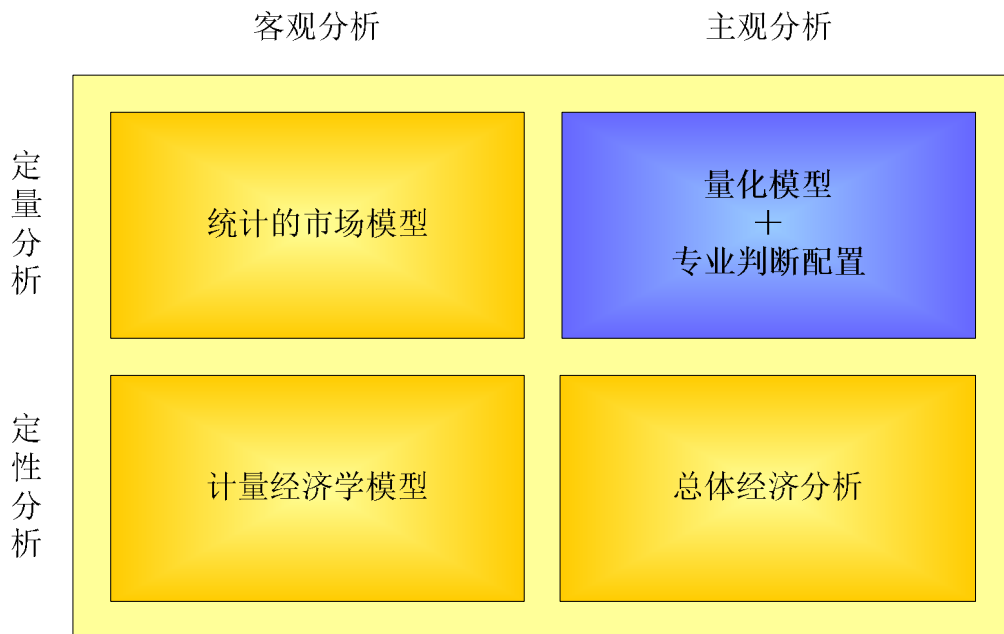 客观分析
主观分析
定量分析
统计的市场模型
量化模型
＋
专业判断配置
定性分析
计量经济学模型
总体经济分析